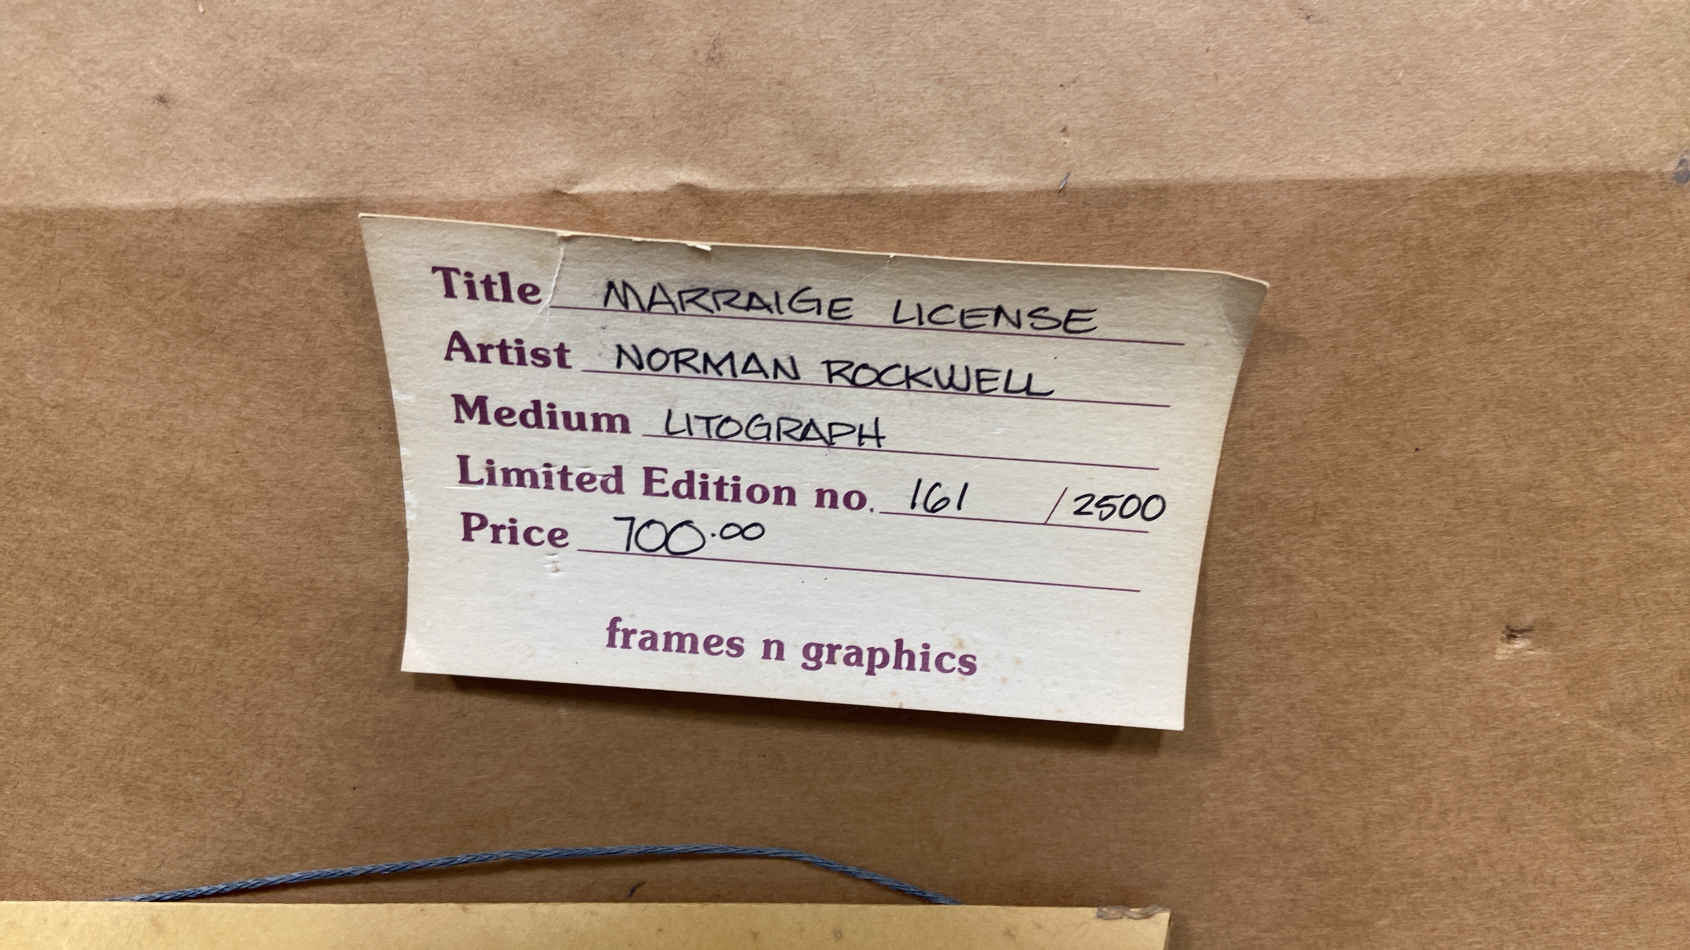 Title MARRAIGE LICENSE
Artist NORMAN ROCKWELL
Medium LITOGRAPH
Limited Edition no. 161 / 2500
Price 700.00
frames n graphics